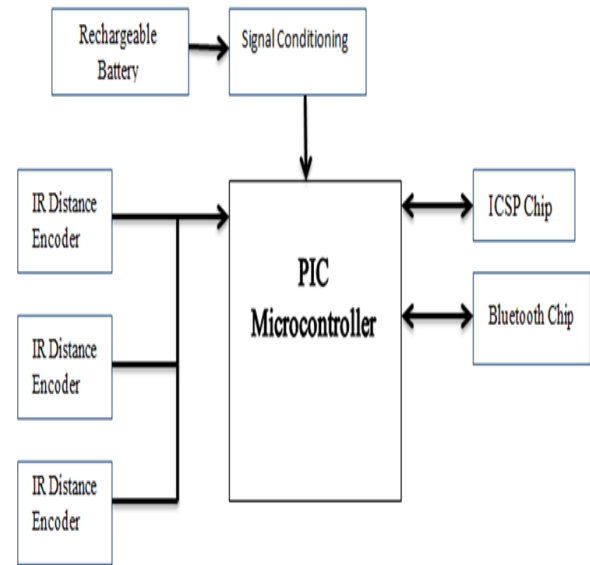 Rechargeable
Battery
Signal Conditioning
IR Distance
Encoder
PIC
Microcontroller
ICSP Chip
Bluetooth Chip
IR Distance
Encoder
IR Distance
Encoder